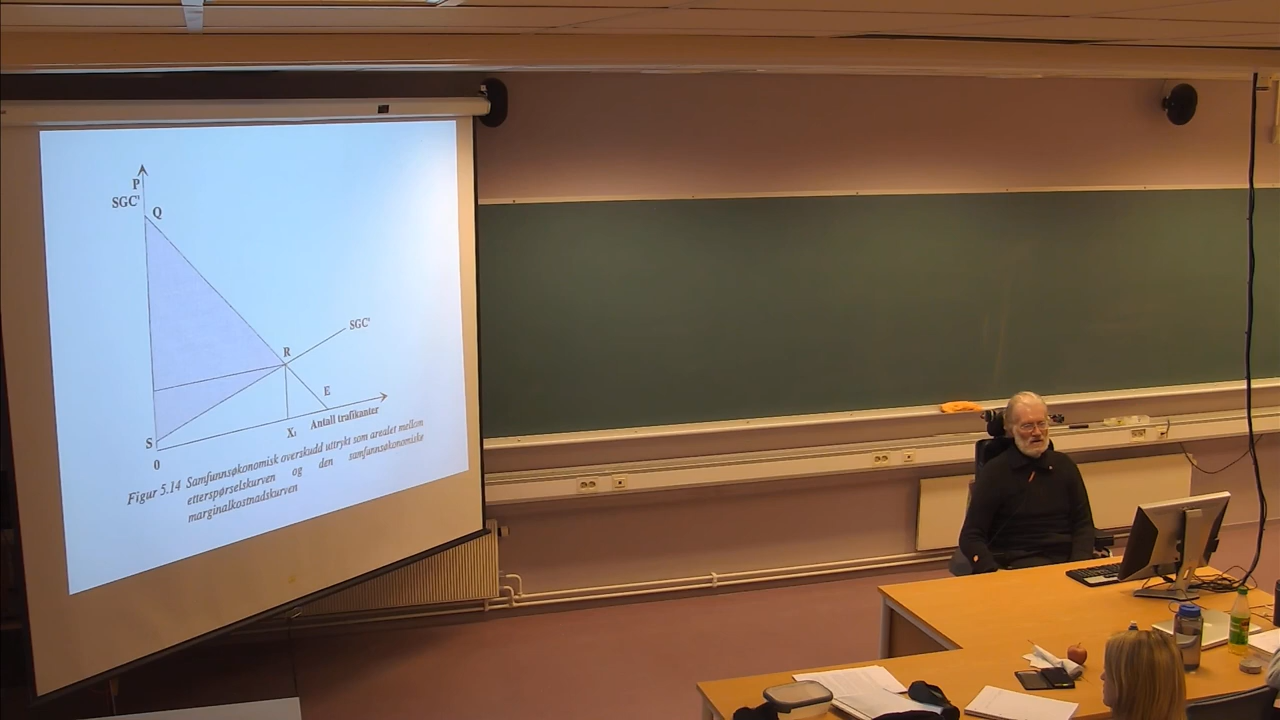 P
SGC'
Q
SGC'
R
E
S
X₁
Antall trafikanter
0
Figur 5.14 Samfunnsøkonomisk overskudd uttrykt som arealet mellom
etterspørselskurven og den samfunnsøkonomiske
marginalkostnadskurven